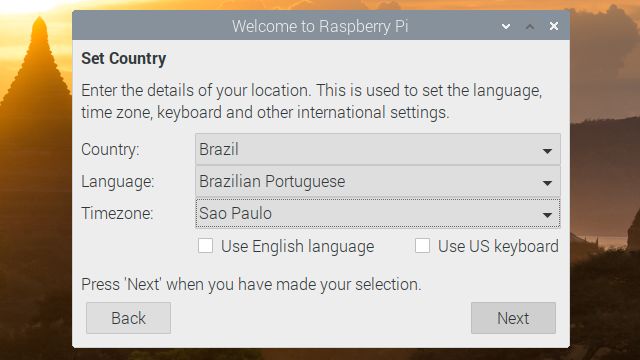 Welcome to Raspberry Pi
Set Country
Enter the details of your location. This is used to set the language,
time zone, keyboard and other international settings.
Country: Brazil
Language: Brazilian Portuguese
Timezone: Sao Paulo
Use English language Use US keyboard
Press 'Next' when you have made your selection.
Back Next